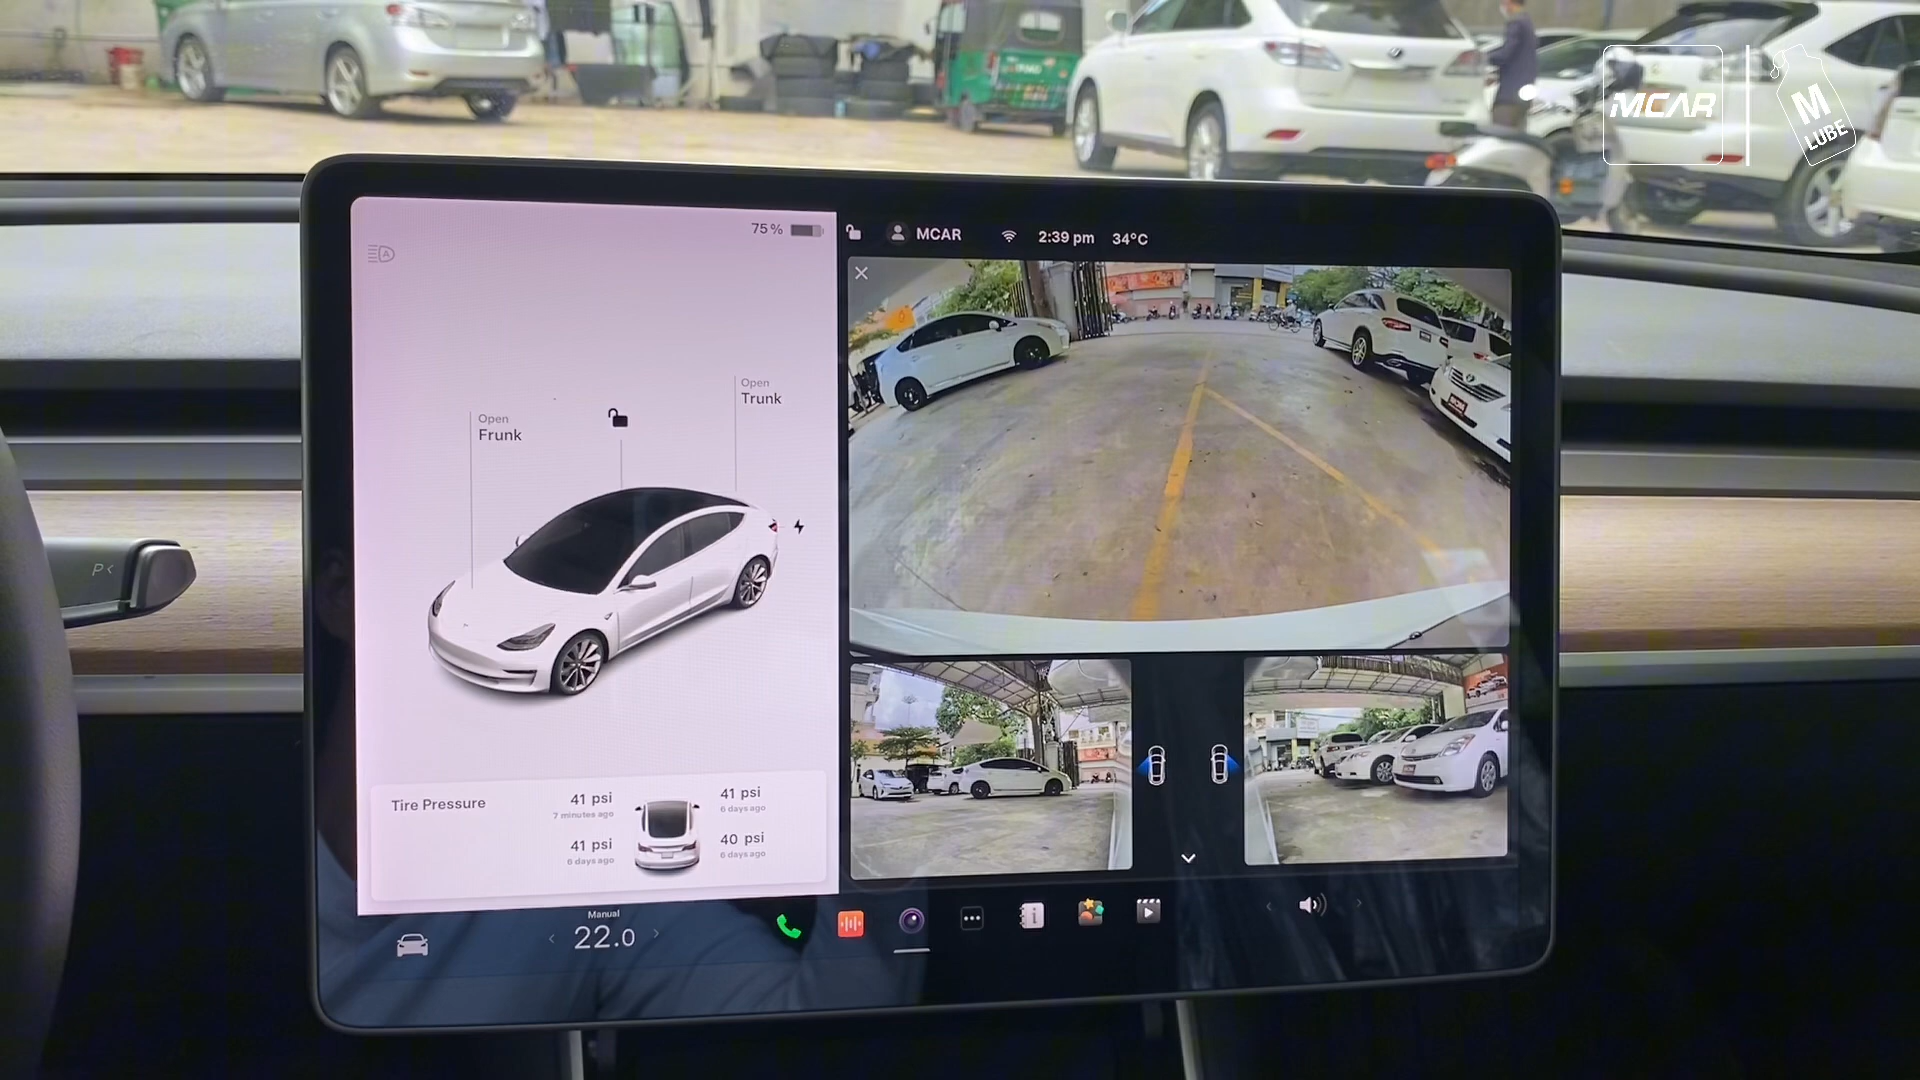 MCAR
M
LUBE
75%
MCAR
2:39 pm
34°C
A
Open
Trunk
Open
Frunk
P<
Tire Pressure
41 psi
7 minutes ago
41 psi
6 days ago
41 psi
6 days ago
40 psi
6 days ago
Manual
22.0